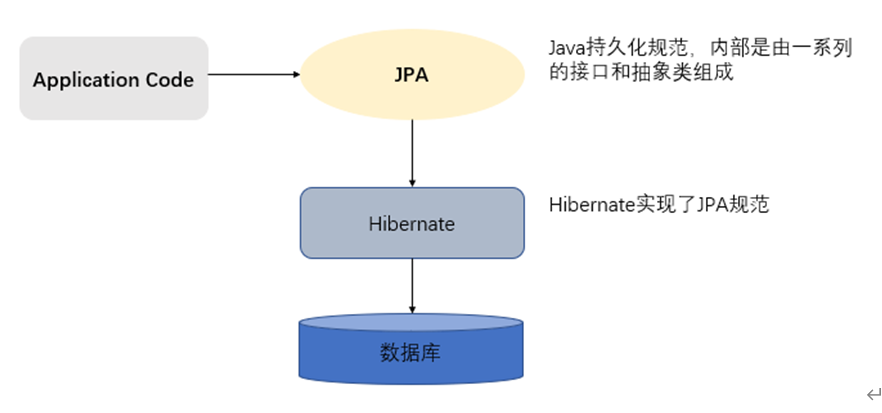 Application Code
JPA
Java持久化规范，内部是由一系列
的接口和抽象类组成
Hibernate
Hibernate实现了JPA规范
数据库